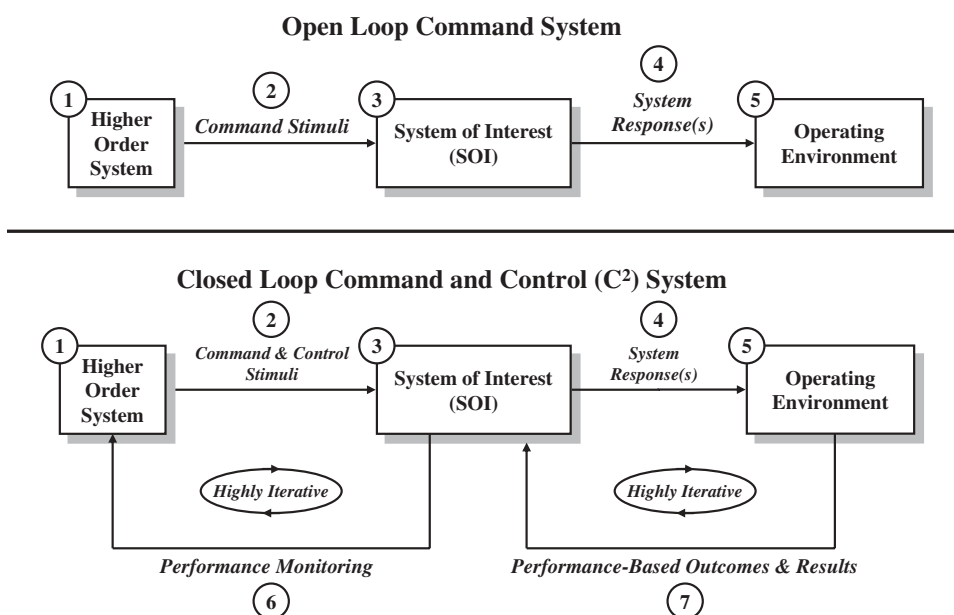 Open Loop Command System
1
Higher
Order
System
2
Command Stimuli
3
System of Interest
(SOI)
4
System
Response(s)
5
Operating
Environment
Closed Loop Command and Control (C²) System
1
Higher
Order
System
2
Command & Control
Stimuli
3
System of Interest
(SOI)
4
System
Response(s)
5
Operating
Environment
Highly Iterative
Highly Iterative
Performance Monitoring
6
Performance-Based Outcomes & Results
7